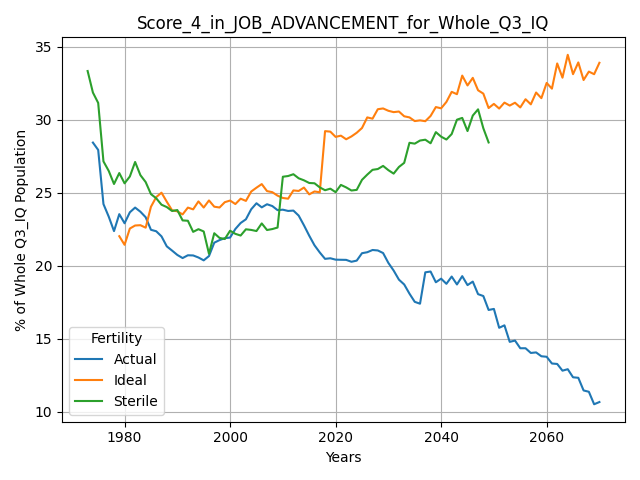 Score_4_in_JOB_ADVANCEMENT_for_Whole_Q3_IQ
% of Whole Q3_IQ Population
35
30
25
20
15
10
Fertility
Actual
Ideal
Sterile
1980
2000
2020
2040
2060
Years